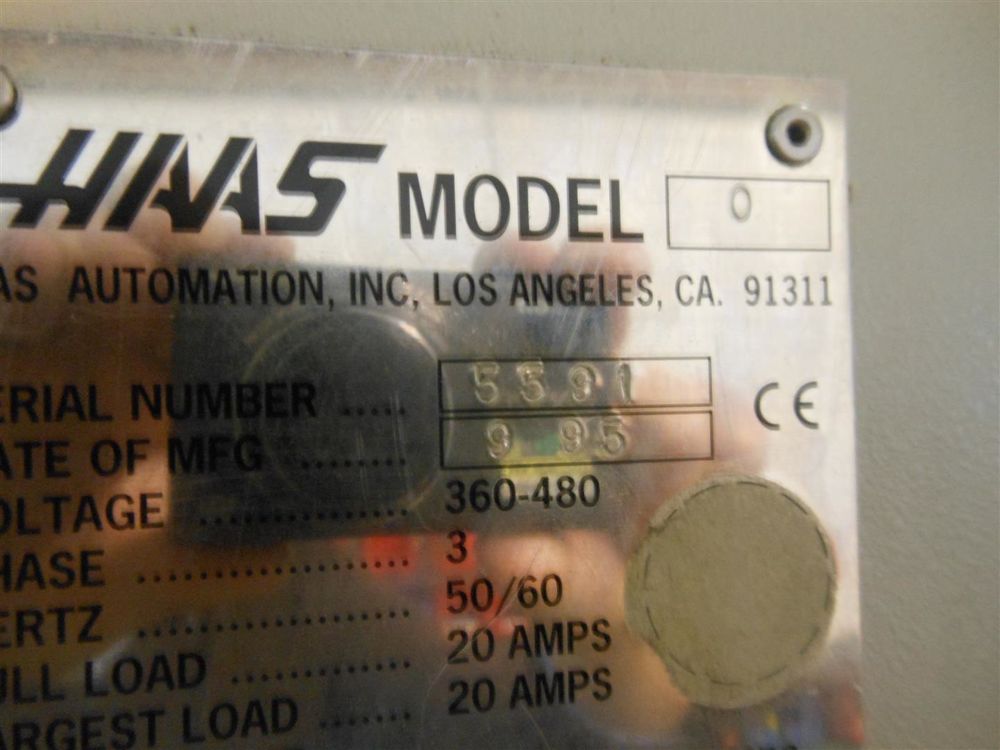 HAAS MODEL 0
AS AUTOMATION, INC, LOS ANGELES, CA. 91311
ERIAL NUMBER ..... 5591
ATE OF MFG ........ 9 95
CE
OLTAGE ................ 360-480
HASE .................... 3
ERTZ .................... 50/60
ULL LOAD ............. 20 AMPS
ARGEST LOAD ....... 20 AMPS